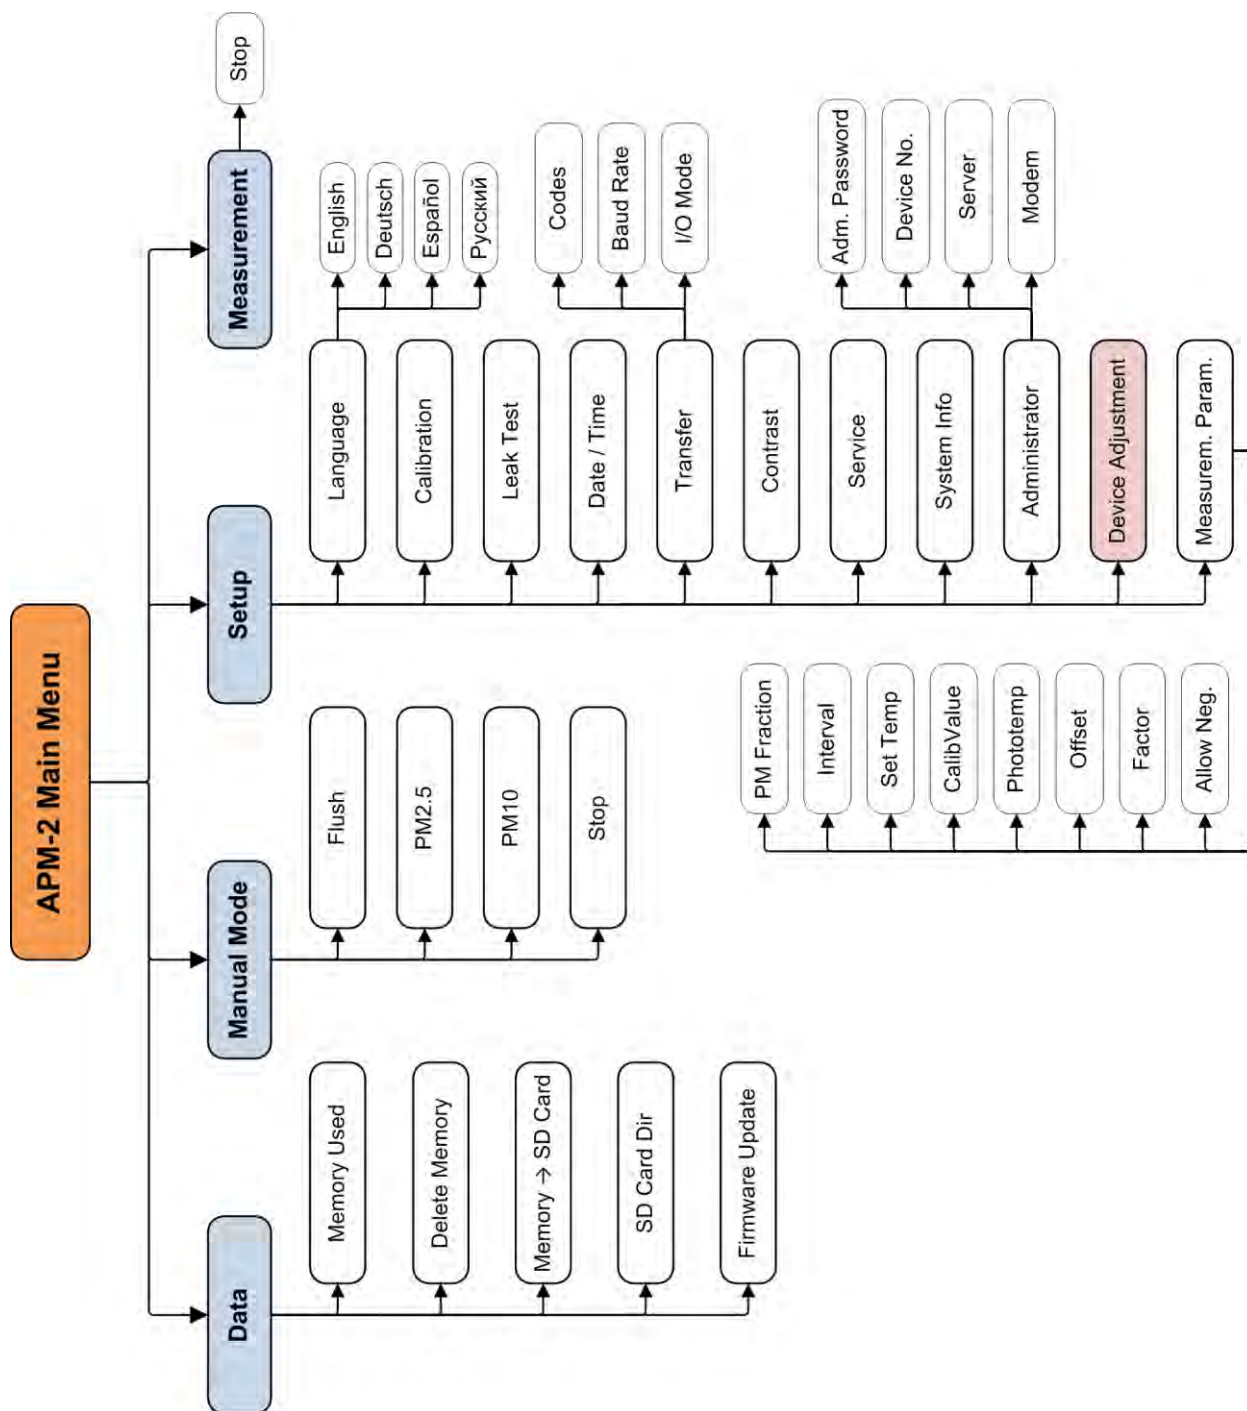 APM-2 Main Menu
Data
Memory Used
Delete Memory
Memory → SD Card
SD Card Dir
Firmware Update
Manual Mode
Flush
PM2.5
PM10
Stop
Setup
Language
English
Deutsch
Español
Русский
Calibration
Leak Test
Date / Time
Transfer
Codes
Baud Rate
I/O Mode
Contrast
Service
System Info
Administrator
Adm. Password
Device No.
Server
Modem
Device Adjustment
Measurem. Param.
PM Fraction
Interval
Set Temp
CalibValue
Phototemp
Offset
Factor
Allow Neg.
Measurement
Stop